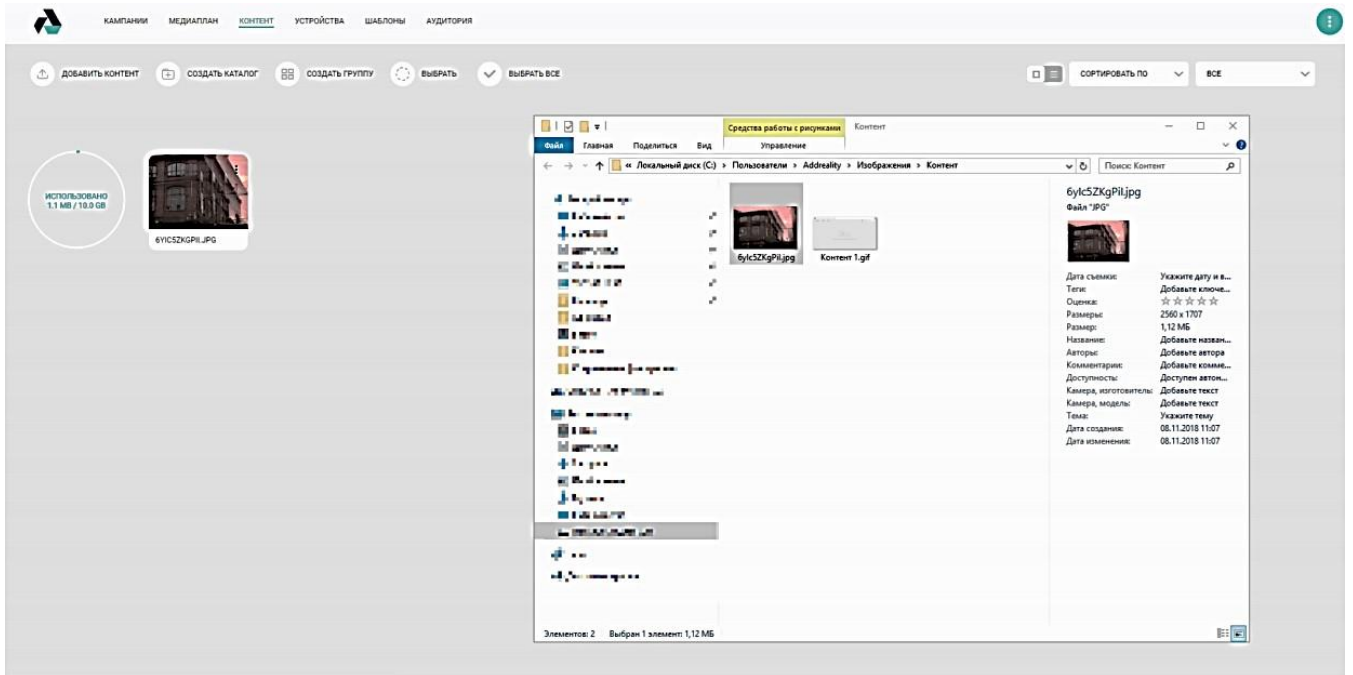 КАМПАНИИ МЕДИАПЛАН КОНТЕНТ УСТРОЙСТВА ШАБЛОНЫ АУДИТОРИЯ
ДОБАВИТЬ КОНТЕНТ СОЗДАТЬ КАТАЛОГ СОЗДАТЬ ГРУППУ ВЫБРАТЬ ВЫБРАТЬ ВСЕ СОРТИРОВАТЬ ПО ВСЕ
ИСПОЛЬЗОВАНО
1.1 MB / 10.0 GB
6YIC5ZKGPII.JPG
Средства работы с рисунками Контент
Файл Главная Поделиться Вид Управление
« Локальный диск (C:) › Пользователи › Addreality › Изображения › Контент Поиск: Контент
6yIc5ZKgPiI.jpg
Файл "JPG"
6yIc5ZKgPiI.jpg Контент 1.gif
Дата съемки: Укажите дату и в...
Теги: Добавьте ключе...
Оценка:
Размеры: 2560 x 1707
Размер: 1,12 МБ
Название: Добавьте назван...
Авторы: Добавьте автора
Комментарии: Добавьте комме...
Доступность: Доступен автон...
Камера, изготовитель: Добавьте текст
Камера, модель: Добавьте текст
Тема: Укажите тему
Дата создания: 08.11.2018 11:07
Дата изменения: 08.11.2018 11:07
Элементов: 2 Выбран 1 элемент: 1,12 МБ